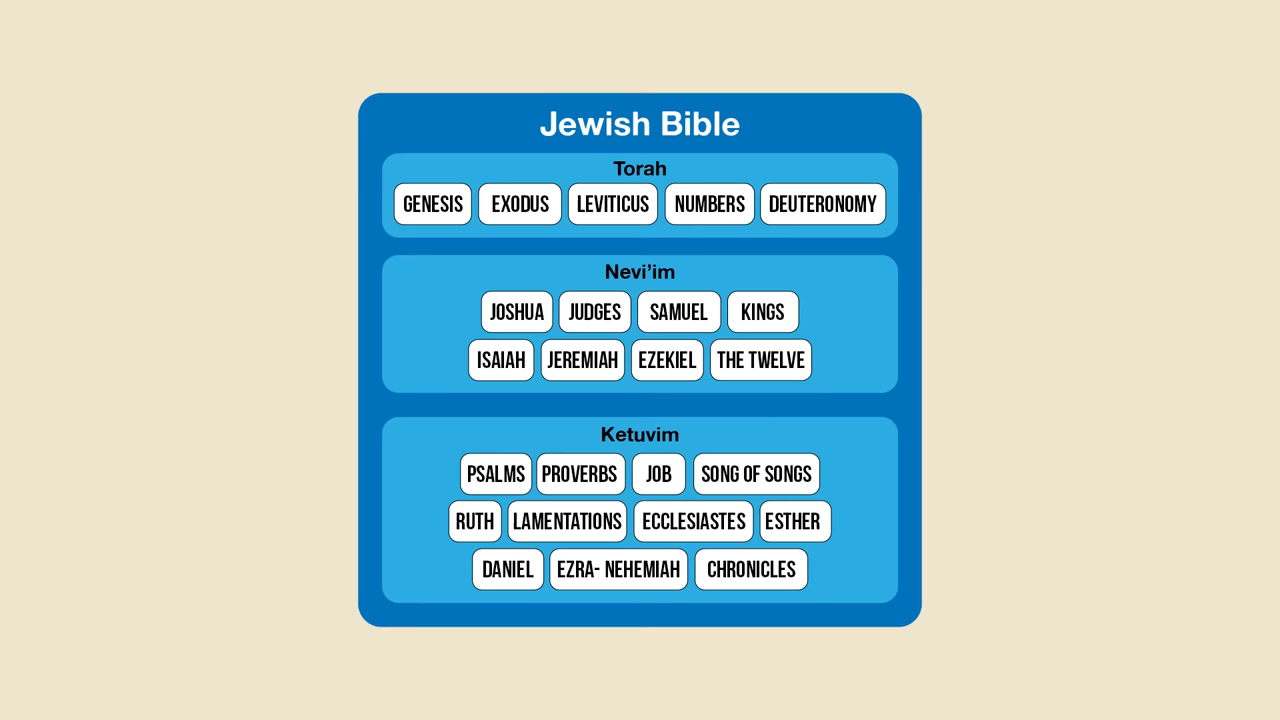 Jewish Bible
Torah
GENESIS EXODUS LEVITICUS NUMBERS DEUTERONOMY
Nevi’im
JOSHUA JUDGES SAMUEL KINGS
ISAIAH JEREMIAH EZEKIEL THE TWELVE
Ketuvim
PSALMS PROVERBS JOB SONG OF SONGS
RUTH LAMENTATIONS ECCLESIASTES ESTHER
DANIEL EZRA- NEHEMIAH CHRONICLES